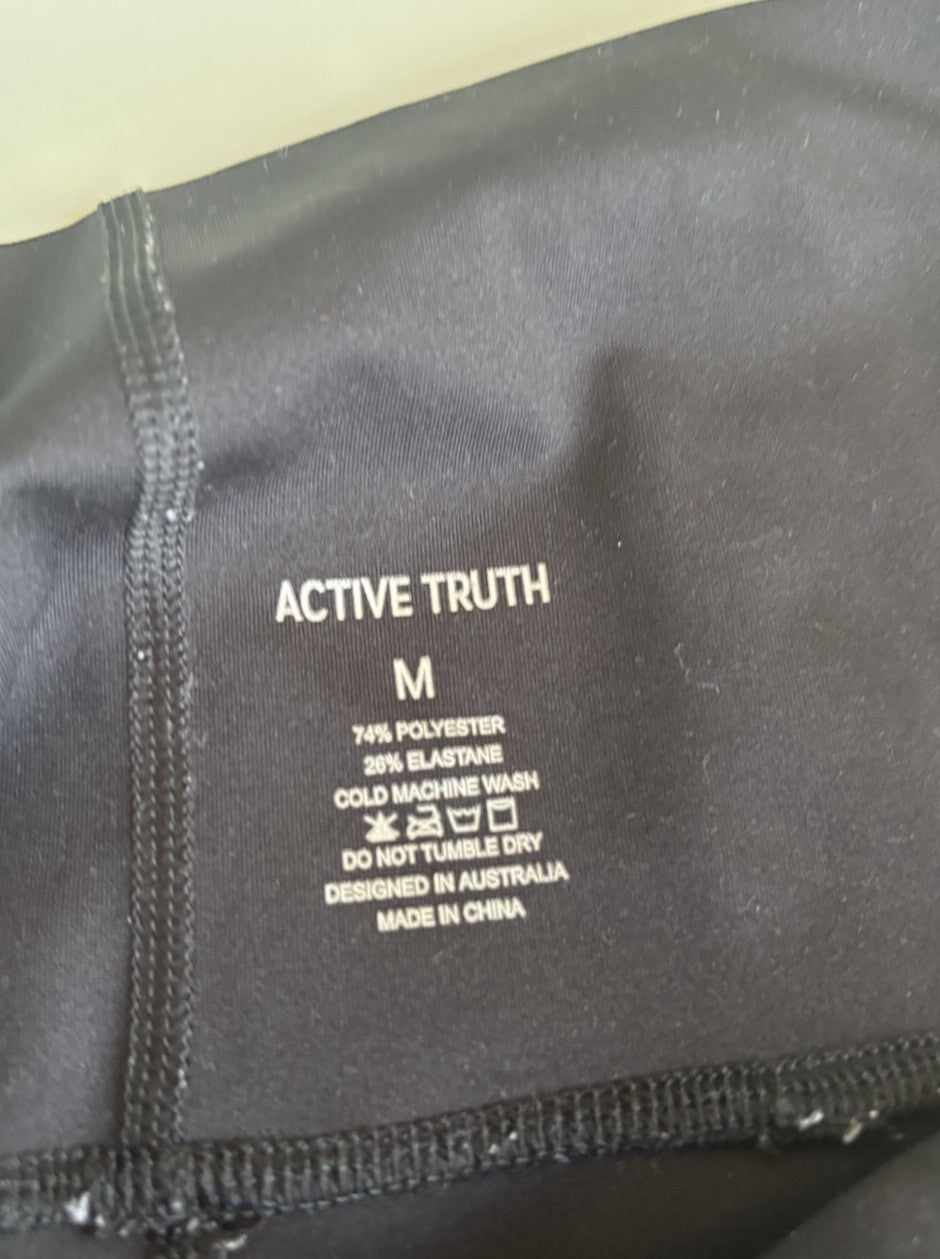 ACTIVE TRUTH
M
74% POLYESTER
26% ELASTANE
COLD MACHINE WASH
DO NOT TUMBLE DRY
DESIGNED IN AUSTRALIA
MADE IN CHINA